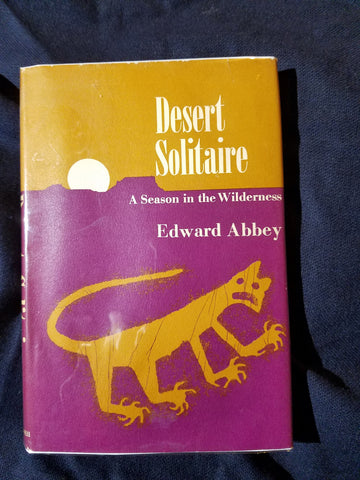 Desert
Solitaire
A Season in the Wilderness
Edward Abbey